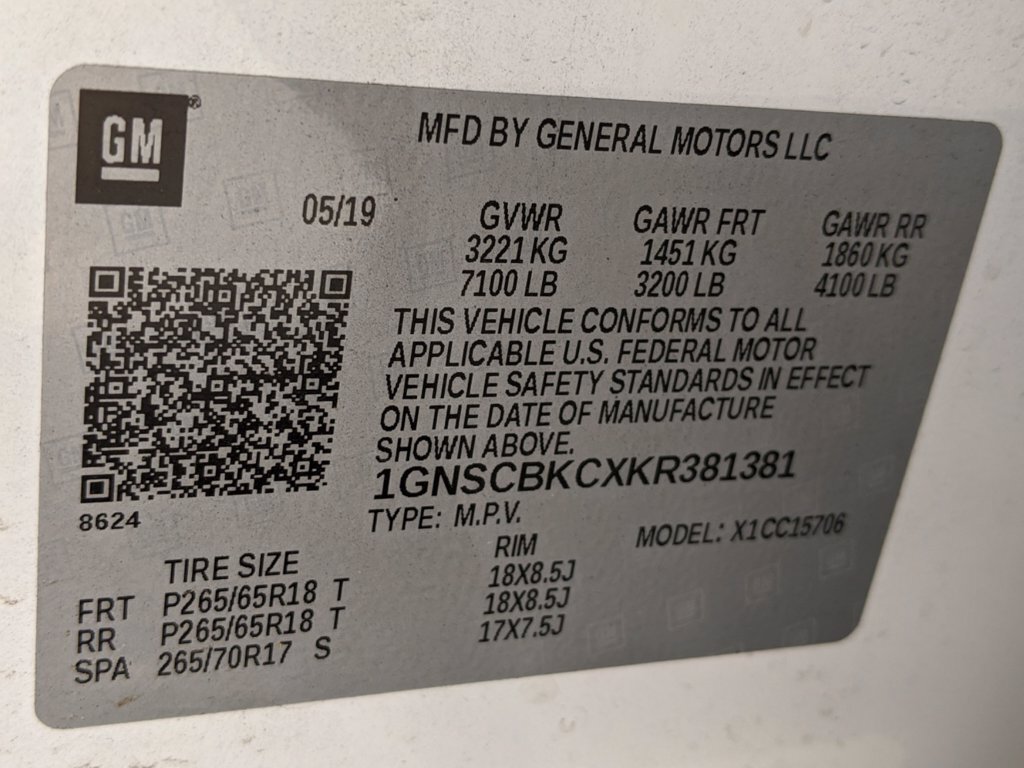 GM®
MFD BY GENERAL MOTORS LLC
05/19
GVWR GAWR FRT GAWR RR
3221 KG 1451 KG 1860 KG
7100 LB 3200 LB 4100 LB
THIS VEHICLE CONFORMS TO ALL
APPLICABLE U.S. FEDERAL MOTOR
VEHICLE SAFETY STANDARDS IN EFFECT
ON THE DATE OF MANUFACTURE
SHOWN ABOVE.
1GNSCBKCXKR381381
8624
TYPE: M.P.V. MODEL: X1CC15706
TIRE SIZE RIM
FRT P265/65R18 T 18X8.5J
RR P265/65R18 T 18X8.5J
SPA 265/70R17 S 17X7.5J